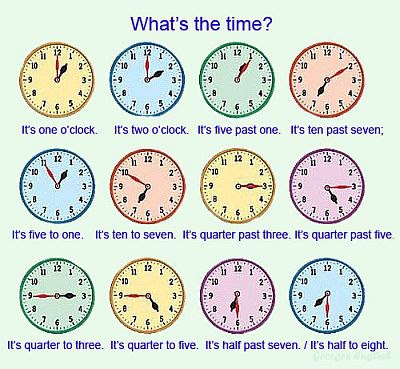 What's the time?
It's one o'clock. It's two o'clock. It's five past one. It's ten past seven;
It's five to one. It's ten to seven. It's quarter past three. It's quarter past five.
It's quarter to three. It's quarter to five. It's half past seven. / It's half to eight.